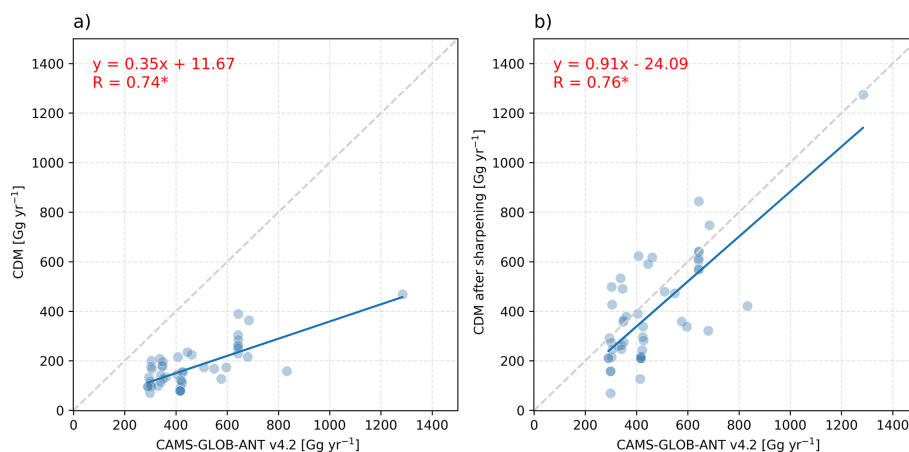 a)
y = 0.35x + 11.67
R = 0.74*
1400
1200
1000
800
600
400
200
0
CDM [Gg yr⁻¹]
0 200 400 600 800 1000 1200 1400
CAMS-GLOB-ANT v4.2 [Gg yr⁻¹]
b)
y = 0.91x - 24.09
R = 0.76*
1400
1200
1000
800
600
400
200
0
CDM after sharpening [Gg yr⁻¹]
0 200 400 600 800 1000 1200 1400
CAMS-GLOB-ANT v4.2 [Gg yr⁻¹]